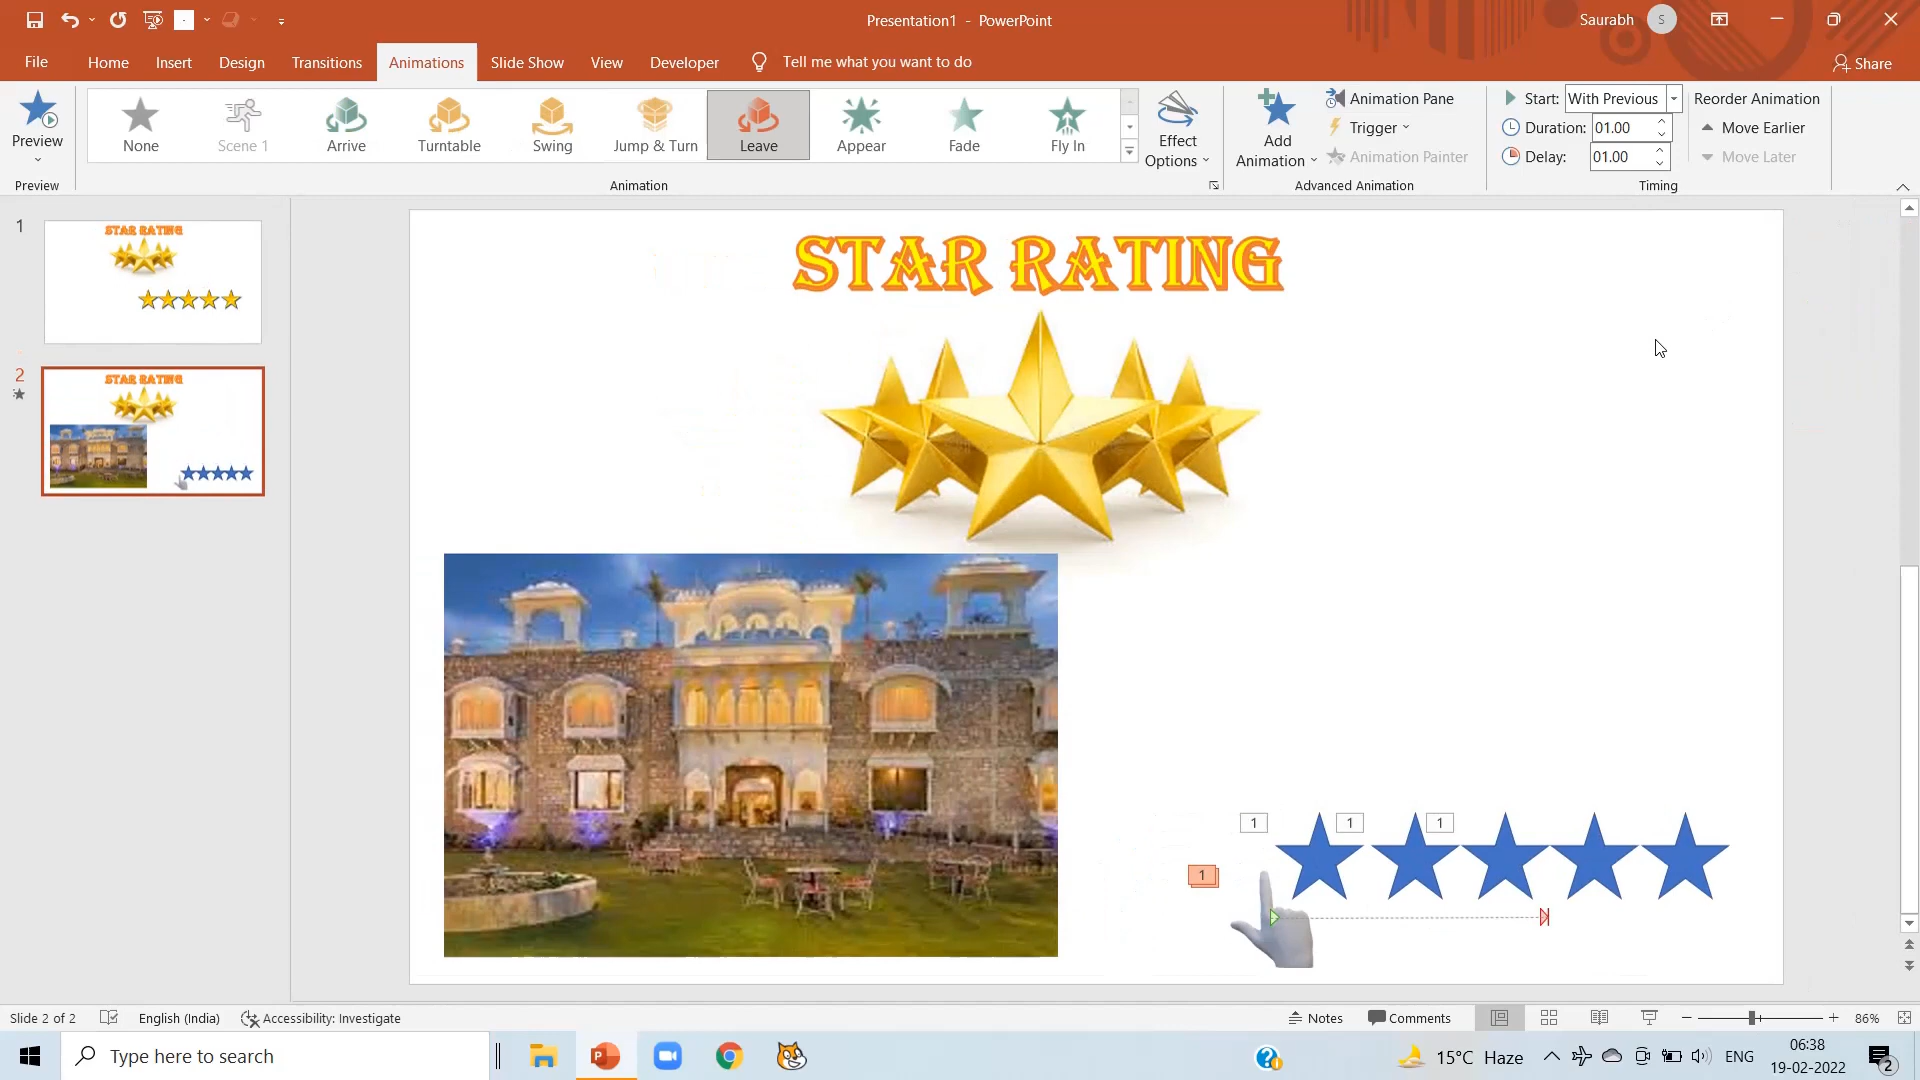 Presentation1 - PowerPoint
Saurabh
S
File
Home
Insert
Design
Transitions
Animations
Slide Show
View
Developer
Tell me what you want to do
Share
Preview
None
Scene 1
Arrive
Turntable
Swing
Jump & Turn
Leave
Appear
Fade
Fly In
Effect
Options
Add
Animation
Animation Pane
Trigger
Animation Painter
Start: With Previous
Duration: 01.00
Delay: 01.00
Reorder Animation
Move Earlier
Move Later
Preview
Animation
Advanced Animation
Timing
1
STAR RATING
2
STAR RATING
STAR RATING
1
1
1
1
Slide 2 of 2
English (India)
Accessibility: Investigate
Notes
Comments
86%
Type here to search
15°C Haze
ENG
06:38
19-02-2022
2